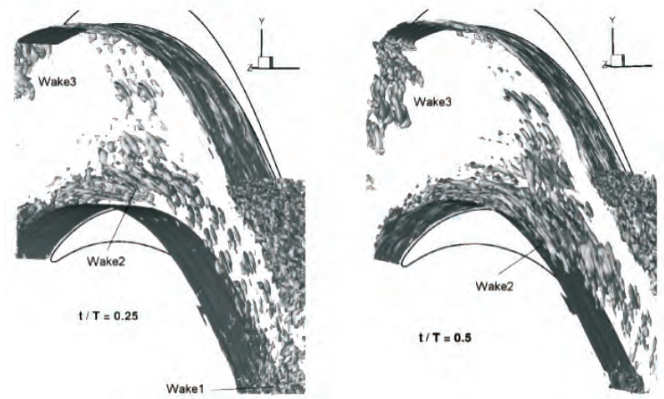 Y
Z
Wake3
Wake2
t / T = 0.25
Wake1
Y
Z
Wake3
Wake2
t / T = 0.5